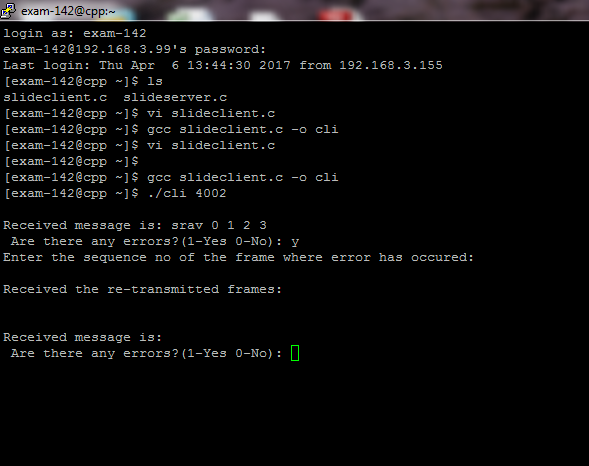 exam-142@cpp:~
login as: exam-142
exam-142@192.168.3.99's password:
Last login: Thu Apr  6 13:44:30 2017 from 192.168.3.155
[exam-142@cpp ~]$ ls
slideclient.c  slideserver.c
[exam-142@cpp ~]$ vi slideclient.c
[exam-142@cpp ~]$ gcc slideclient.c -o cli
[exam-142@cpp ~]$ vi slideclient.c
[exam-142@cpp ~]$
[exam-142@cpp ~]$ gcc slideclient.c -o cli
[exam-142@cpp ~]$ ./cli 4002
Received message is: srav 0 1 2 3
Are there any errors?(1-Yes 0-No): y
Enter the sequence no of the frame where error has occured:
Received the re-transmitted frames:
Received message is:
Are there any errors?(1-Yes 0-No):